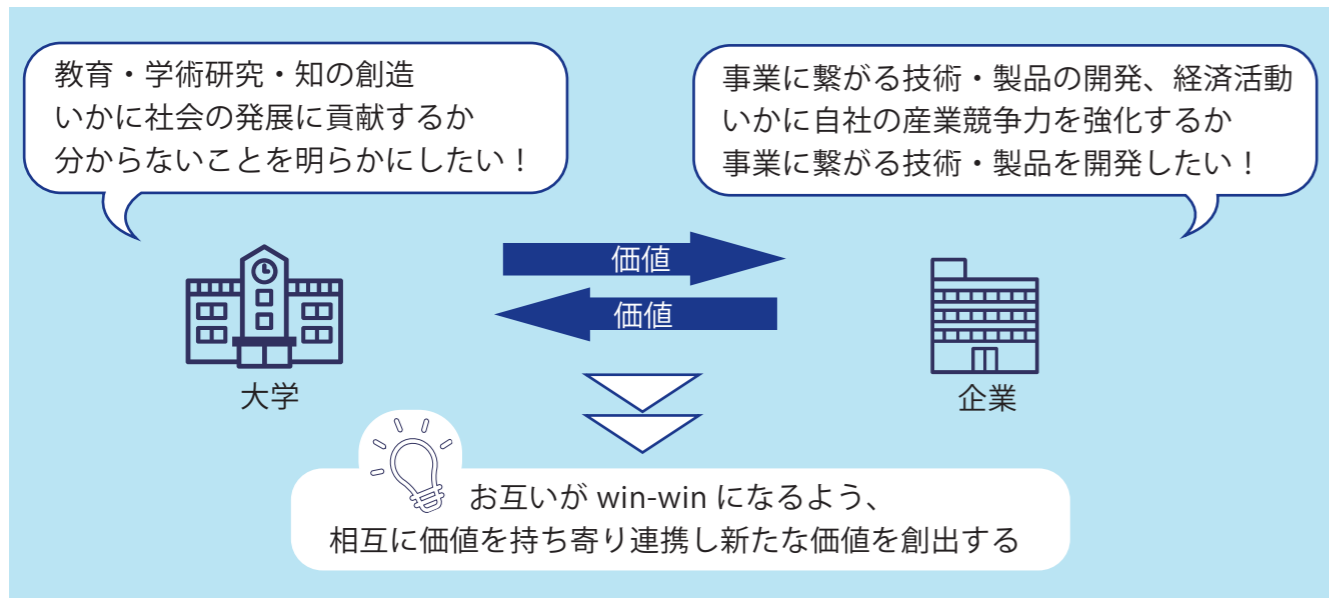 教育・学術研究・知の創造
いかに社会の発展に貢献するか
分からないことを明らかにしたい！
事業に繋がる技術・製品の開発、経済活動
いかに自社の産業競争力を強化するか
事業に繋がる技術・製品を開発したい！
価値
価値
大学
企業
お互いが win-win になるよう、
相互に価値を持ち寄り連携し新たな価値を創出する